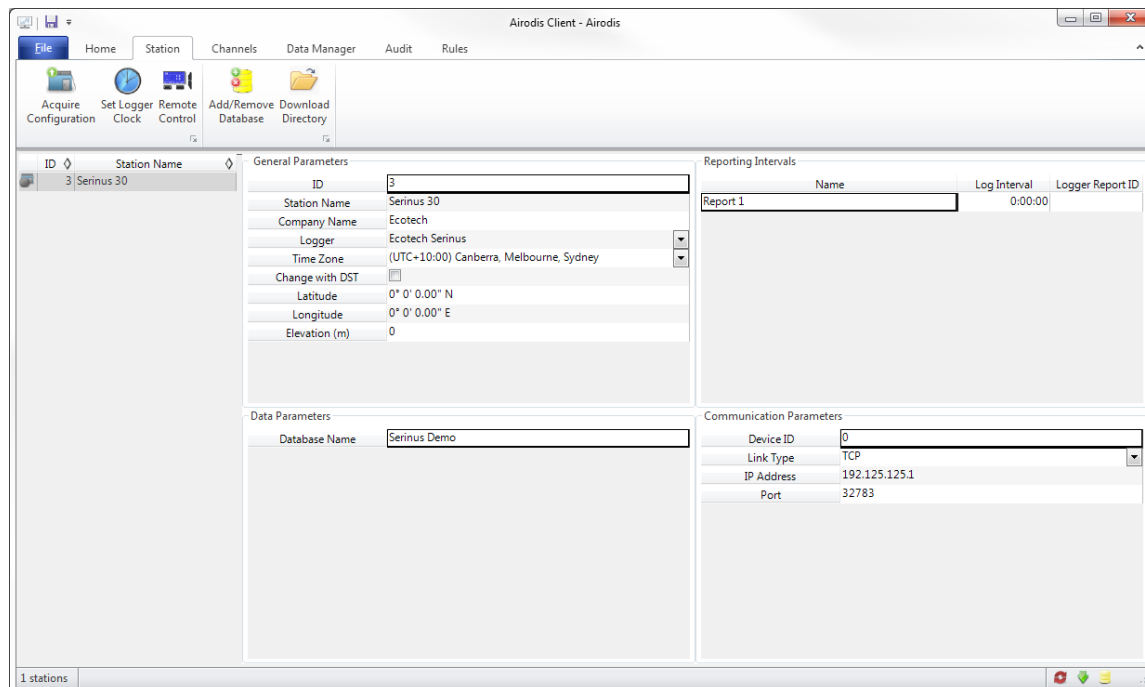 Airodis Client - Airodis
File Home Station Channels Data Manager Audit Rules
Acquire Configuration
Set Logger Clock
Remote Control
Add/Remove Database
Download Directory
ID Station Name
3 Serinus 30
General Parameters
ID 3
Station Name Serinus 30
Company Name Ecotech
Logger Ecotech Serinus
Time Zone (UTC+10:00) Canberra, Melbourne, Sydney
Change with DST
Latitude 0° 0' 0.00" N
Longitude 0° 0' 0.00" E
Elevation (m) 0
Reporting Intervals
Name Log Interval Logger Report ID
Report 1 0:00:00
Data Parameters
Database Name Serinus Demo
Communication Parameters
Device ID 0
Link Type TCP
IP Address 192.125.125.1
Port 32783
1 stations